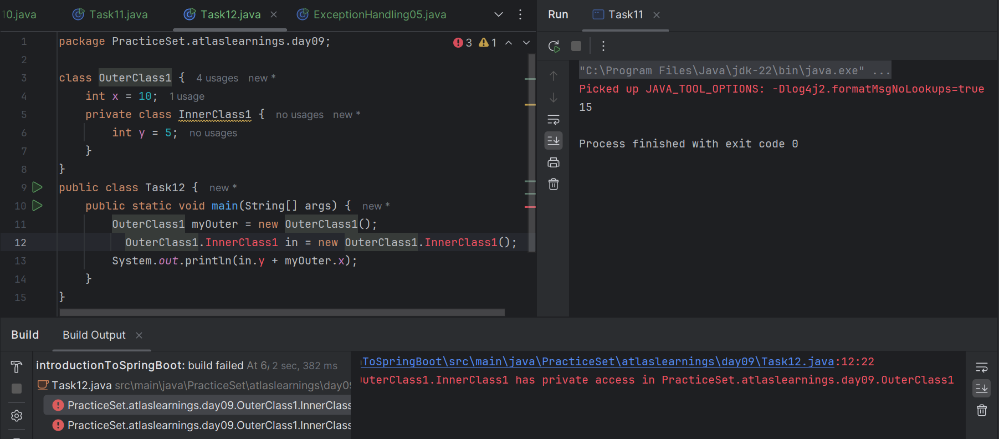 10.java Task11.java Task12.java ExceptionHandling05.java
1 package PracticeSet.atlaslearnings.day09; 3 1
2
3 class OuterClass1 { 4 usages new *
4 int x = 10; 1 usage
5 private class InnerClass1 { no usages new *
6 int y = 5; no usages
7 }
8 }
9 public class Task12 { new *
10 public static void main(String[] args) { new *
11 OuterClass1 myOuter = new OuterClass1();
12 OuterClass1.InnerClass1 in = new OuterClass1.InnerClass1();
13 System.out.println(in.y + myOuter.x);
14 }
15 }
Run Task11
"C:\Program Files\Java\jdk-22\bin\java.exe" ...
Picked up JAVA_TOOL_OPTIONS: -Dlog4j2.formatMsgNoLookups=true
15
Process finished with exit code 0
Build Build Output
introductionToSpringBoot: build failed At 6/ 2 sec, 382 ms
Task12.java src\main\java\PracticeSet\atlaslearnings\day09
PracticeSet.atlaslearnings.day09.OuterClass1.InnerClass
PracticeSet.atlaslearnings.day09.OuterClass1.InnerClass
ToSpringBoot\src\main\java\PracticeSet\atlaslearnings\day09\Task12.java:12:22
OuterClass1.InnerClass1 has private access in PracticeSet.atlaslearnings.day09.OuterClass1